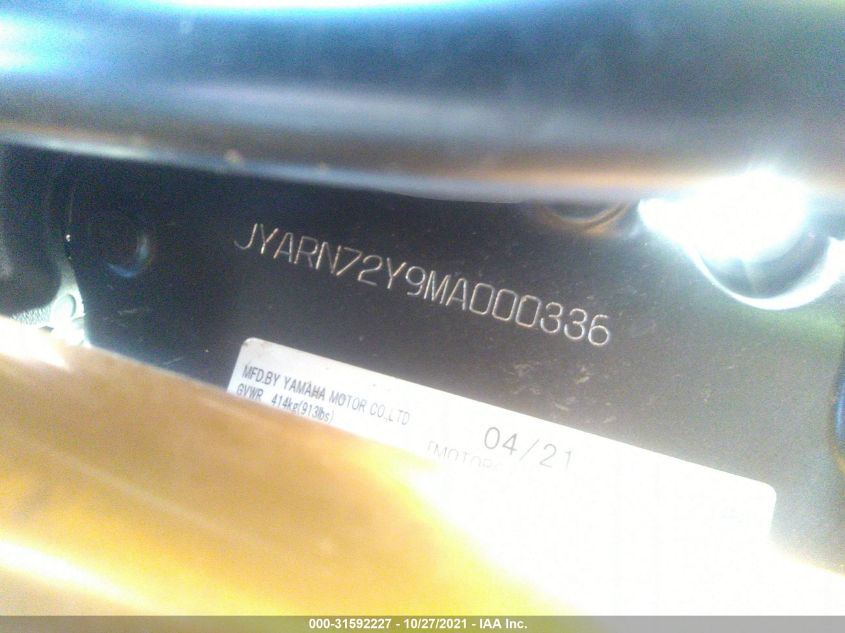 JYARN72Y9MA000336
MFD.BY YAMAHA MOTOR CO.,LTD
GVWR 414kg(913lbs)
04/21
000-31592227 - 10/27/2021 - IAA Inc.